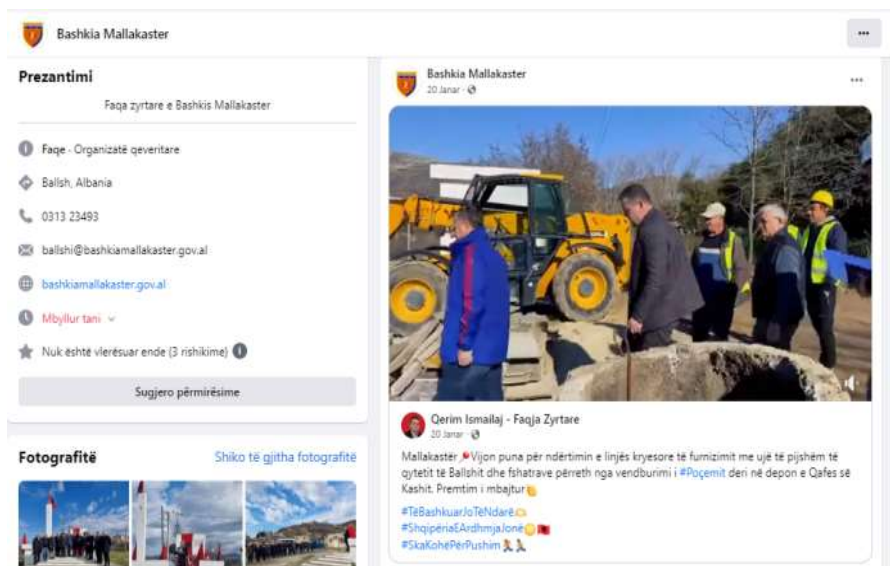 Bashkia Mallakaster
Prezantimi
Faqa zyrtare e Bashkis Mallakaster
Faqe · Organizatë qeveritare
Ballsh, Albania
0313 23493
ballshi@bashkiamallakaster.gov.al
bashkiamallakaster.gov.al
Mbyllur tani
Nuk është vlerësuar ende (3 rishikime)
Sugjero përmirësime
Fotografitë
Shiko të gjitha fotografitë
Bashkia Mallakaster
20 Janar ·
Qerim Ismailaj - Faqja Zyrtare
20 Janar ·
Mallakastër📍Vijon puna për ndërtimin e linjës kryesore të furnizimit me ujë të pijshëm të
qytetit të Ballshit dhe fshatrave përreth nga vendburimi i #Poçemit deri në depon e Qafes së
Kashit. Premtim i mbajtur
#TëBashkuarJoTëNdarë
#ShqipëriaEArdhmjaJonë
#SkaKohëPërPushim